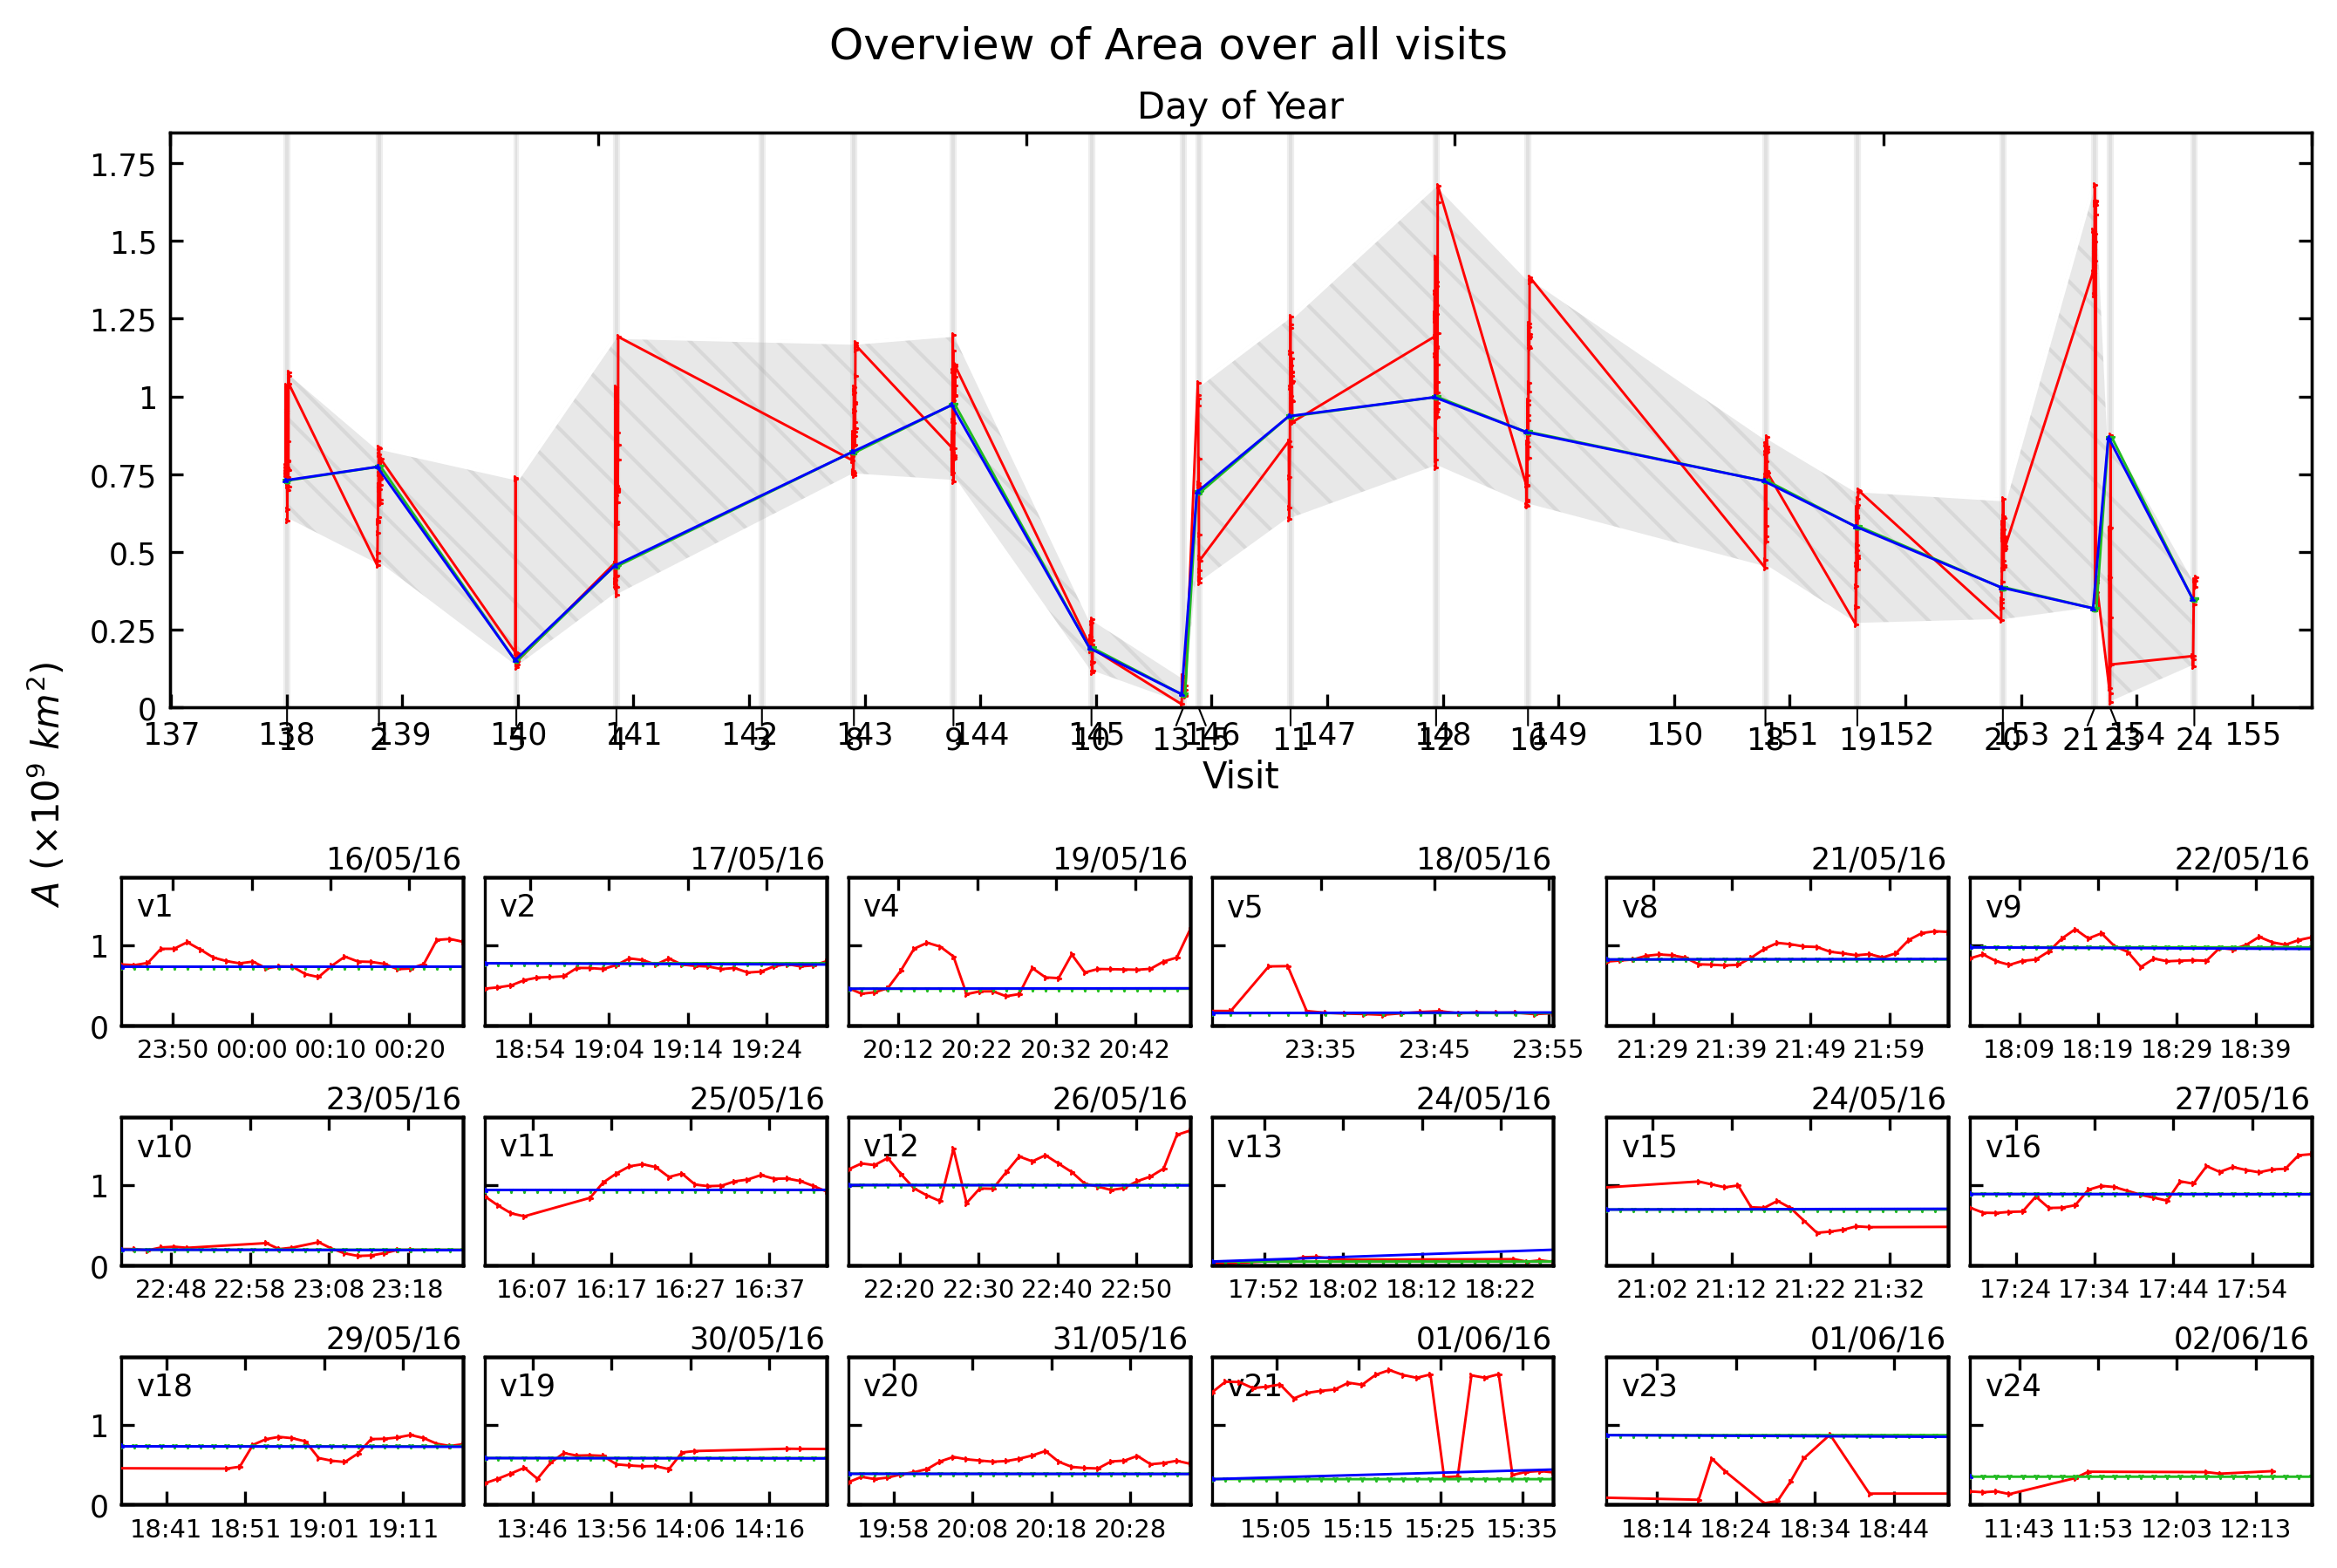 Overview of Area over all visits
Day of Year
1.75
1.5
1.25
1
0.75
0.5
0.25
0
137 138 139 140 141 142 143 144 145 146 147 148 149 150 151 152 153 154 155
1 2 5 4 3 8 9 10 13 15 11 12 16 18 19 20 21 23 24
Visit
A (×10⁹ km²)
16/05/16 17/05/16 19/05/16 18/05/16 21/05/16 22/05/16
v1 v2 v4 v5 v8 v9
1
0
23:50 00:00 00:10 00:20 18:54 19:04 19:14 19:24 20:12 20:22 20:32 20:42 23:35 23:45 23:55 21:29 21:39 21:49 21:59 18:09 18:19 18:29 18:39
23/05/16 25/05/16 26/05/16 24/05/16 24/05/16 27/05/16
v10 v11 v12 v13 v15 v16
1
0
22:48 22:58 23:08 23:18 16:07 16:17 16:27 16:37 22:20 22:30 22:40 22:50 17:52 18:02 18:12 18:22 21:02 21:12 21:22 21:32 17:24 17:34 17:44 17:54
29/05/16 30/05/16 31/05/16 01/06/16 01/06/16 02/06/16
v18 v19 v20 v21 v23 v24
1
0
18:41 18:51 19:01 19:11 13:46 13:56 14:06 14:16 19:58 20:08 20:18 20:28 15:05 15:15 15:25 15:35 18:14 18:24 18:34 18:44 11:43 11:53 12:03 12:13